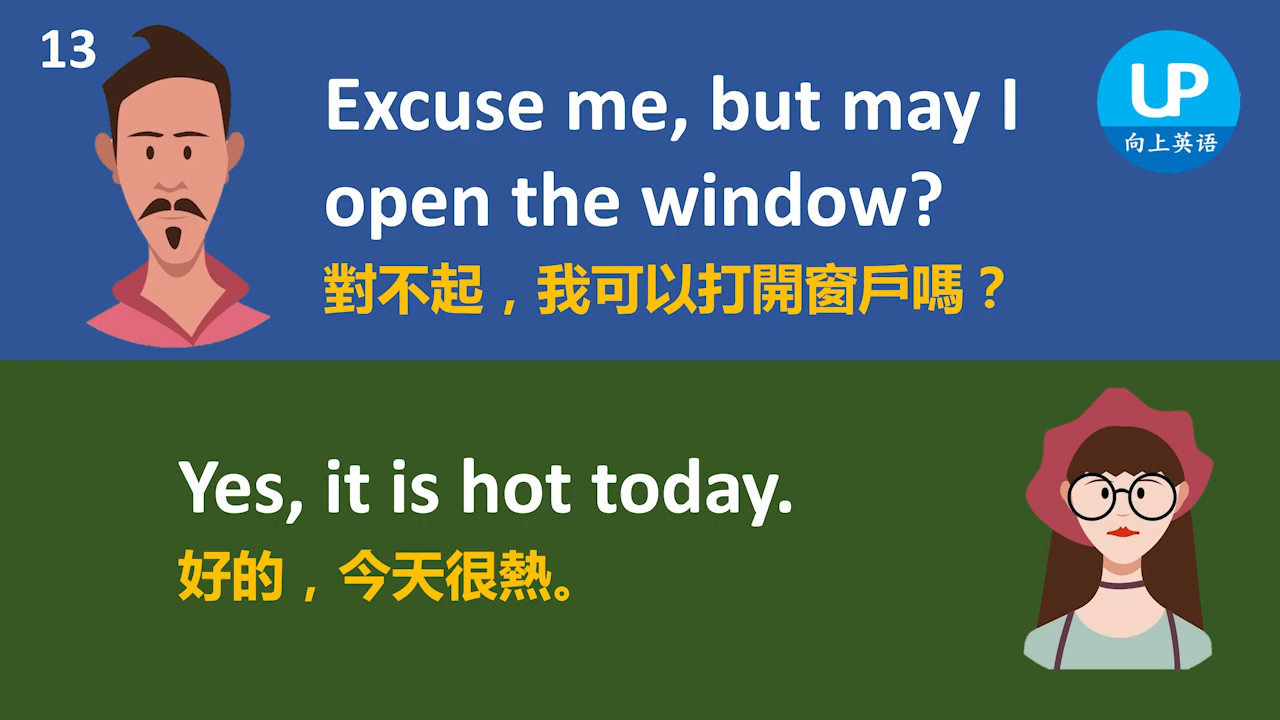 13
Excuse me, but may I
open the window?
對不起，我可以打開窗戶嗎？
UP
向上英语
Yes, it is hot today.
好的，今天很熱。